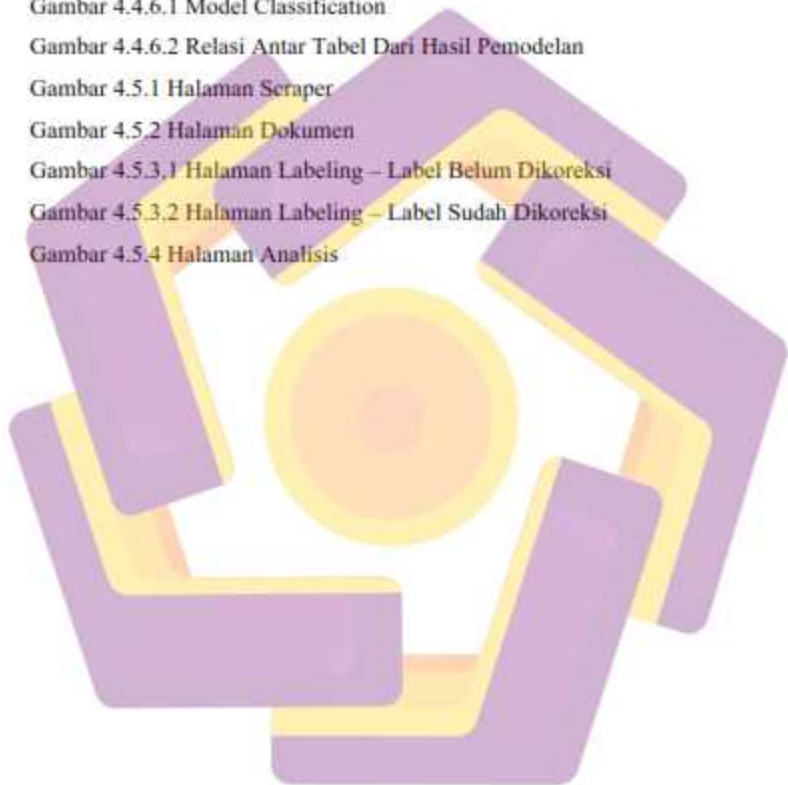 Gambar 4.4.6.1 Model Classification
Gambar 4.4.6.2 Relasi Antar Tabel Dari Hasil Pemodelan
Gambar 4.5.1 Halaman Scraper
Gambar 4.5.2 Halaman Dokumen
Gambar 4.5.3.1 Halaman Labeling – Label Belum Dikoreksi
Gambar 4.5.3.2 Halaman Labeling – Label Sudah Dikoreksi
Gambar 4.5.4 Halaman Analisis